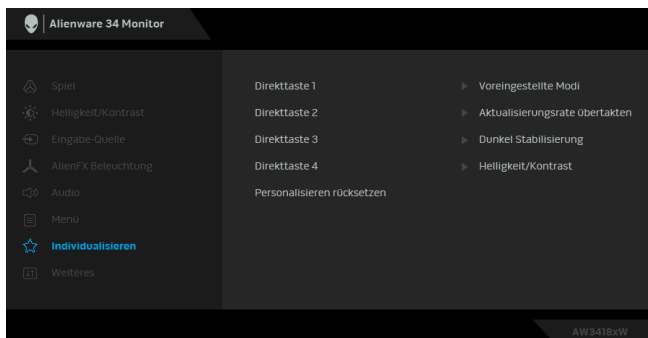 Alienware 34 Monitor
Spiel
Helligkeit/Kontrast
Eingabe-Quelle
AlienFX Beleuchtung
Audio
Menü
Individualisieren
Weiteres
Direkttaste 1 Voreingestellte Modi
Direkttaste 2 Aktualisierungsrate übertakten
Direkttaste 3 Dunkel Stabilisierung
Direkttaste 4 Helligkeit/Kontrast
Personalisieren rücksetzen
AW3418xW